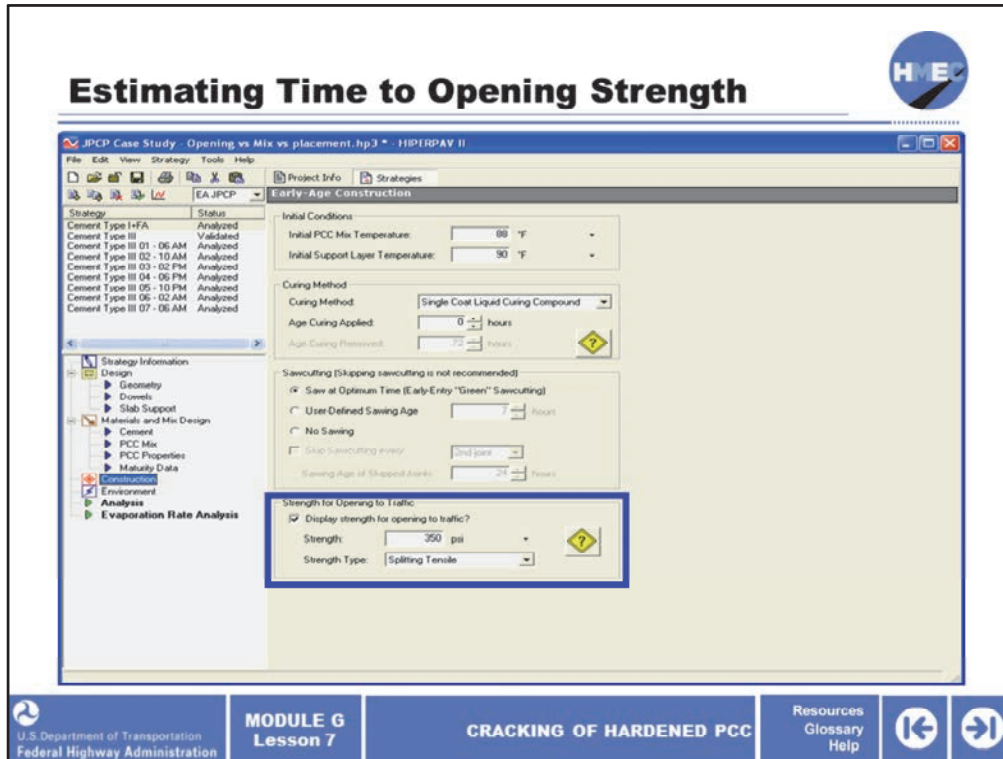 Estimating Time to Opening Strength
HMEC
JPCP Case Study - Opening vs Mix vs placement.hp3 * - HIPERPAV II
File Edit View Strategy Tools Help
Project Info Strategies
EA JPCP
Early-Age Construction
Strategy Status
Cement Type I+FA Analyzed
Cement Type III Validated
Cement Type III 01 - 06 AM Analyzed
Cement Type III 02 - 10 AM Analyzed
Cement Type III 03 - 02 PM Analyzed
Cement Type III 04 - 06 PM Analyzed
Cement Type III 05 - 10 PM Analyzed
Cement Type III 06 - 02 AM Analyzed
Cement Type III 07 - 06 AM Analyzed
Strategy Information
Design
Geometry
Dowels
Slab Support
Materials and Mix Design
Cement
PCC Mix
PCC Properties
Maturity Data
Construction
Environment
Analysis
Evaporation Rate Analysis
Initial Conditions
Initial PCC Mix Temperature: 88 °F
Initial Support Layer Temperature: 90 °F
Curing Method
Curing Method: Single Coat Liquid Curing Compound
Age Curing Applied: 0 hours
Age Curing Removed: 72 hours
?
Sawcutting (Skipping sawcutting is not recommended)
Saw at Optimum Time (Early-Entry "Green" Sawcutting)
User-Defined Sawing Age 7 hours
No Sawing
Skip Sawcutting every 2nd joint
Sawing Age of Skipped Joints: 24 hours
Strength for Opening to Traffic
Display strength for opening to traffic?
Strength: 350 psi
Strength Type: Splitting Tensile
?
U.S. Department of Transportation
Federal Highway Administration
MODULE G
Lesson 7
CRACKING OF HARDENED PCC
Resources
Glossary
Help